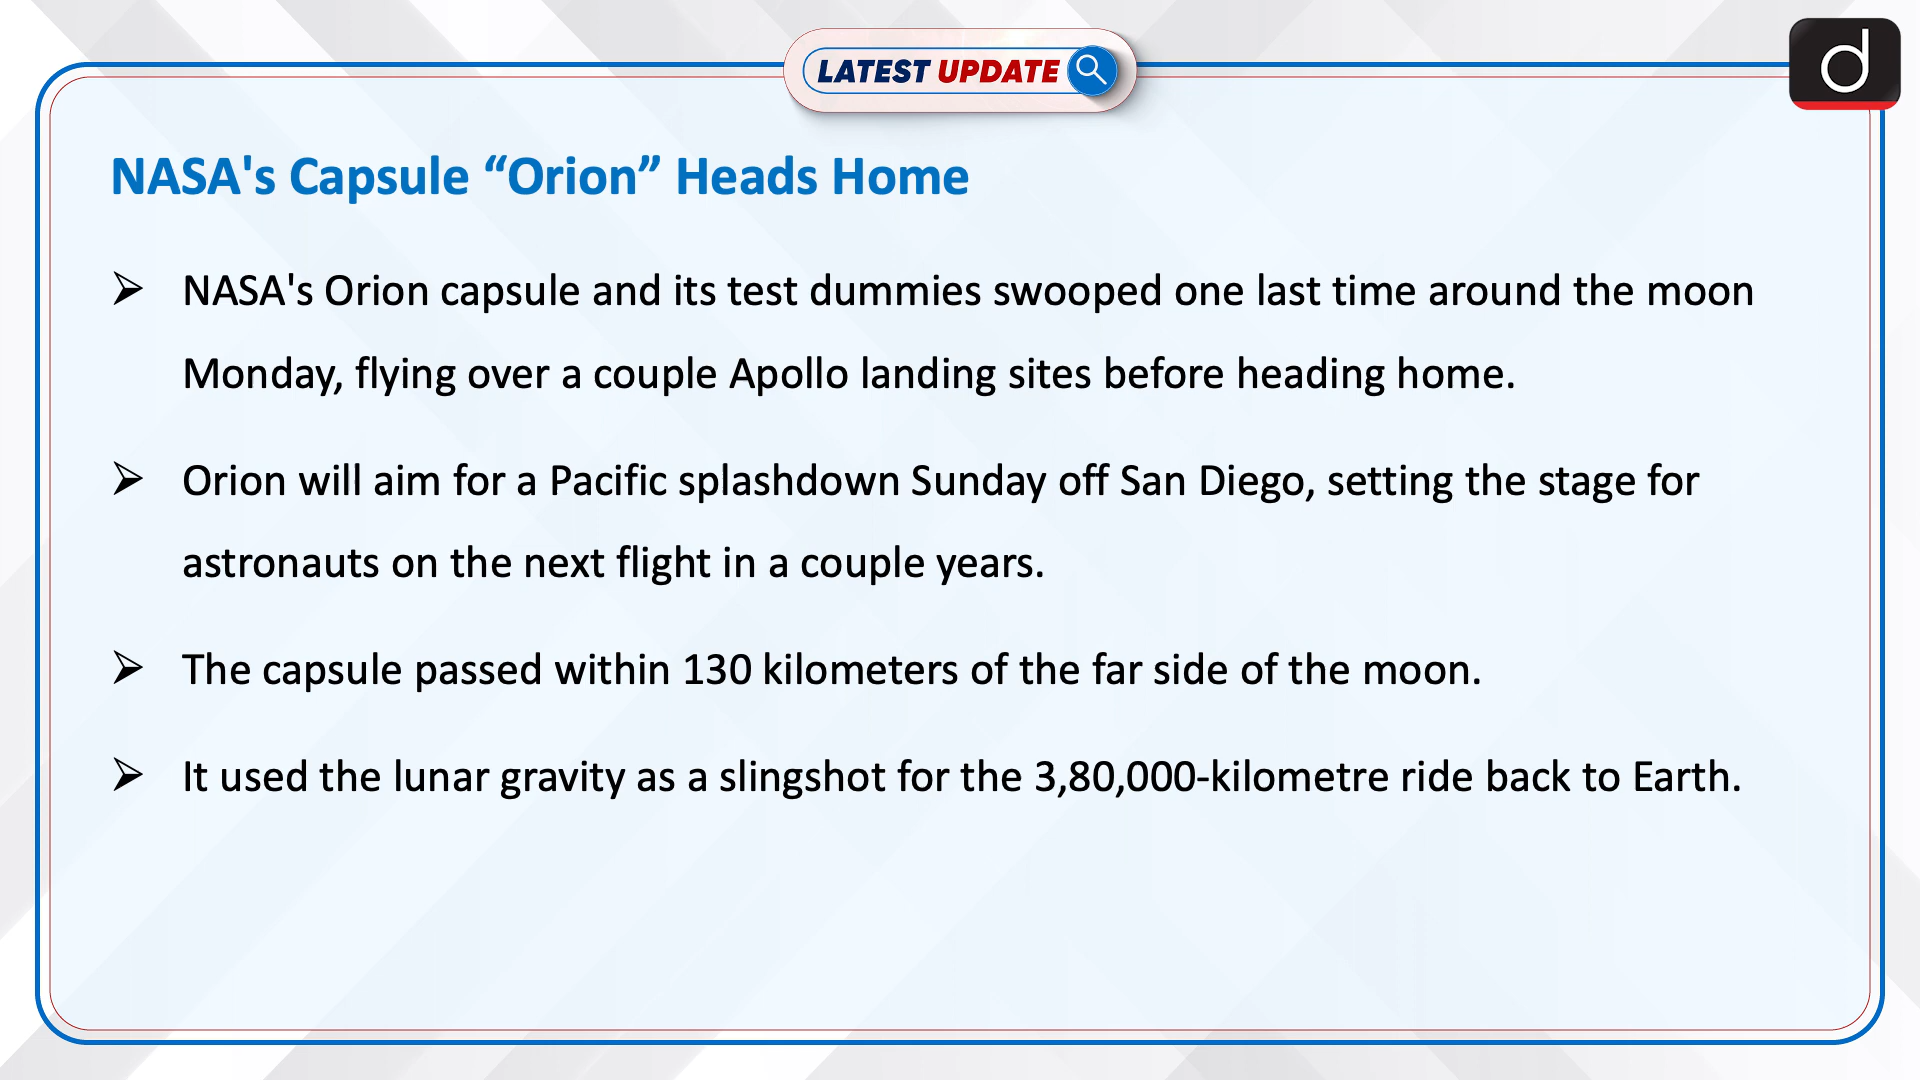 LATEST UPDATE
d
NASA's Capsule “Orion” Heads Home
➢ NASA's Orion capsule and its test dummies swooped one last time around the moon
Monday, flying over a couple Apollo landing sites before heading home.
➢ Orion will aim for a Pacific splashdown Sunday off San Diego, setting the stage for
astronauts on the next flight in a couple years.
➢ The capsule passed within 130 kilometers of the far side of the moon.
➢ It used the lunar gravity as a slingshot for the 3,80,000-kilometre ride back to Earth.